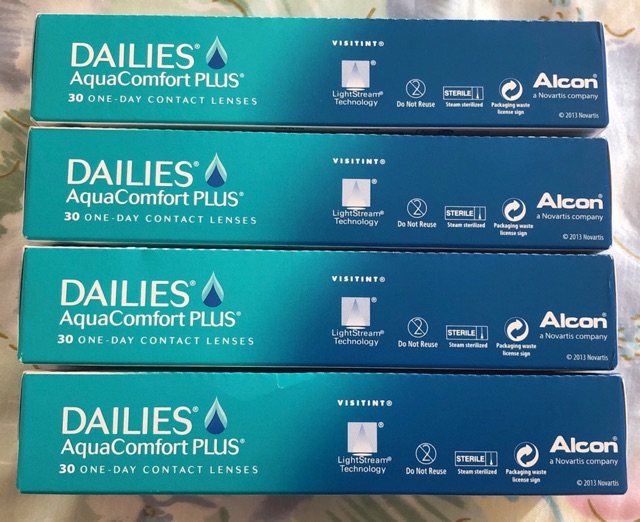 DAILIES®
AquaComfort PLUS®
30 ONE-DAY CONTACT LENSES
VISITINT®
®
LightStream®
Technology
2
Do Not Reuse
STERILE
Steam sterilized
Packaging waste
license sign
Alcon®
a Novartis company
© 2013 Novartis
DAILIES®
AquaComfort PLUS®
30 ONE-DAY CONTACT LENSES
VISITINT®
®
LightStream®
Technology
2
Do Not Reuse
STERILE
Steam sterilized
Packaging waste
license sign
Alcon®
a Novartis company
© 2013 Novartis
DAILIES®
AquaComfort PLUS®
30 ONE-DAY CONTACT LENSES
VISITINT®
®
LightStream®
Technology
2
Do Not Reuse
STERILE
Steam sterilized
Packaging waste
license sign
Alcon®
a Novartis company
© 2013 Novartis
DAILIES®
AquaComfort PLUS®
30 ONE-DAY CONTACT LENSES
VISITINT®
®
LightStream®
Technology
2
Do Not Reuse
STERILE
Steam sterilized
Packaging waste
license sign
Alcon®
a Novartis company
© 2013 Novartis